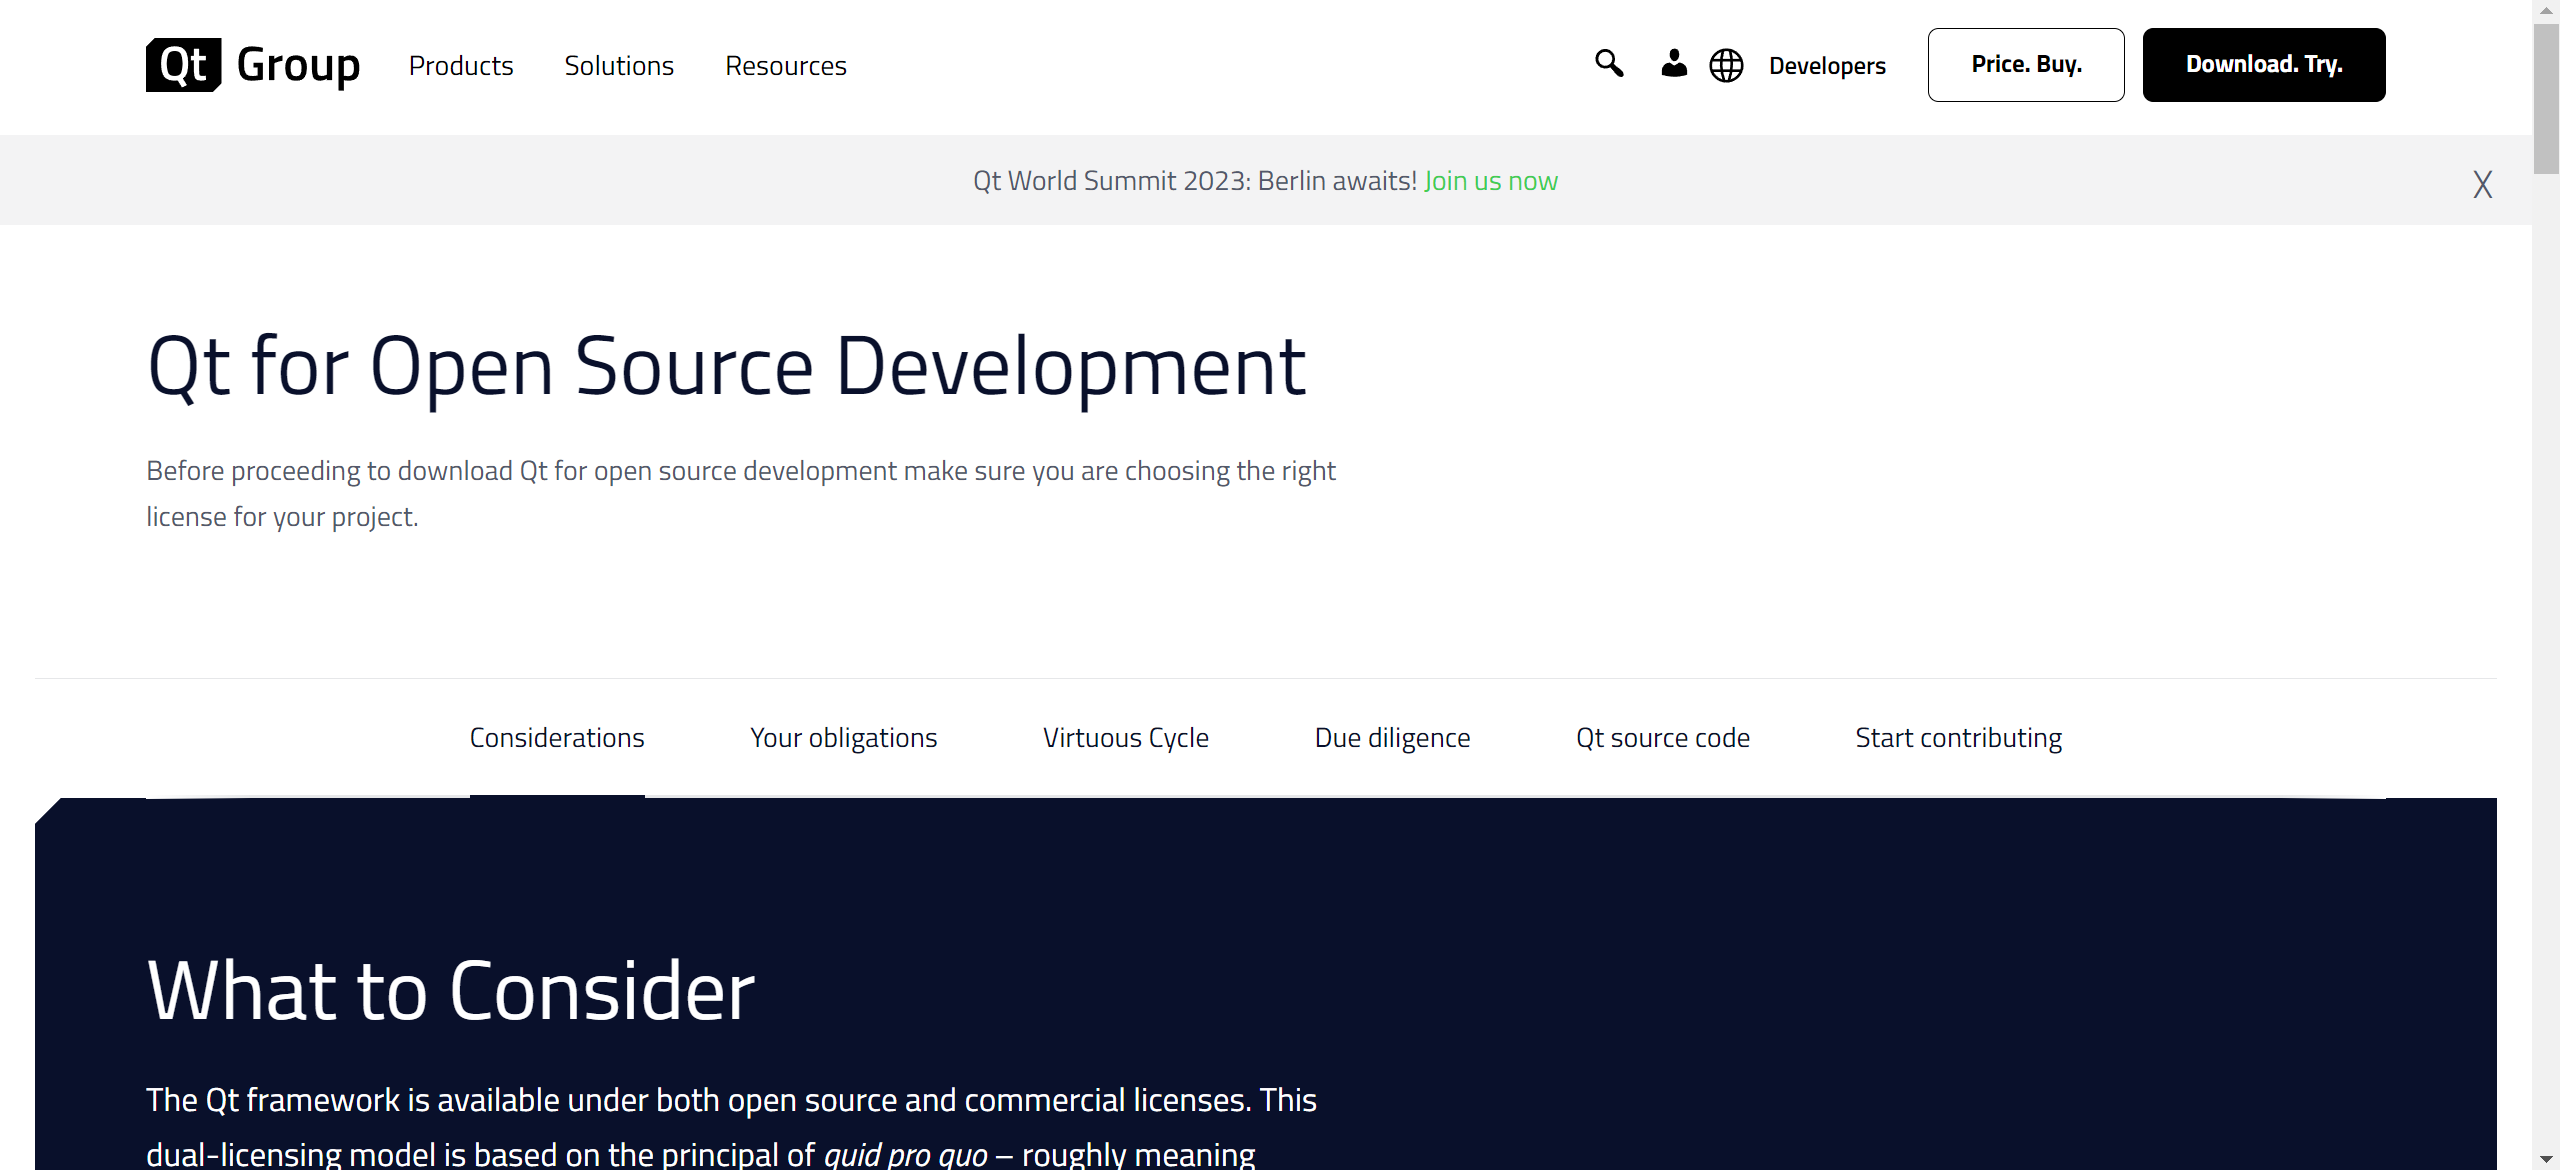 Qt Group Products Solutions Resources Developers Price. Buy. Download. Try.
Qt World Summit 2023: Berlin awaits! Join us now X
Qt for Open Source Development
Before proceeding to download Qt for open source development make sure you are choosing the right
license for your project.
Considerations Your obligations Virtuous Cycle Due diligence Qt source code Start contributing
What to Consider
The Qt framework is available under both open source and commercial licenses. This
dual-licensing model is based on the principal of quid pro quo – roughly meaning